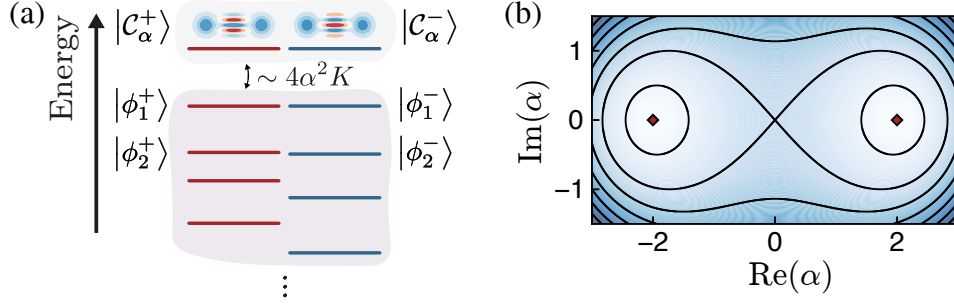 (a)
Energy
|𝒞α⁺⟩
|𝒞α⁻⟩
~ 4α²K
|ϕ₁⁺⟩
|ϕ₁⁻⟩
|ϕ₂⁺⟩
|ϕ₂⁻⟩
⋮
(b)
Im(α)
1
0
−1
−2
0
2
Re(α)